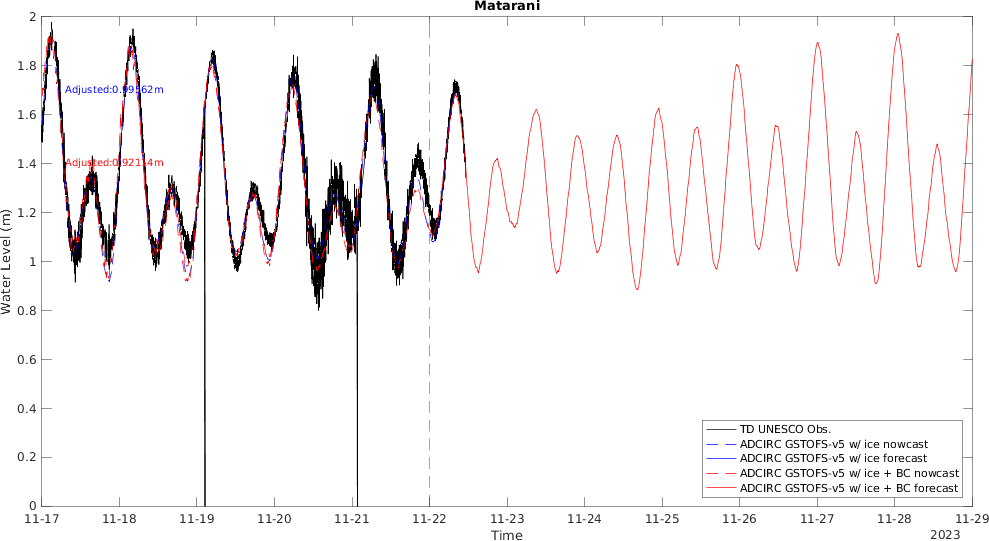 Matarani
2
1.8
1.6
1.4
1.2
1
0.8
0.6
0.4
0.2
0
Water Level (m)
Adjusted:0.99562m
Adjusted:0.92154m
TD UNESCO Obs.
ADCIRC GSTOFS-v5 w/ ice nowcast
ADCIRC GSTOFS-v5 w/ ice forecast
ADCIRC GSTOFS-v5 w/ ice + BC nowcast
ADCIRC GSTOFS-v5 w/ ice + BC forecast
11-17 11-18 11-19 11-20 11-21 11-22 11-23 11-24 11-25 11-26 11-27 11-28 11-29
Time
2023